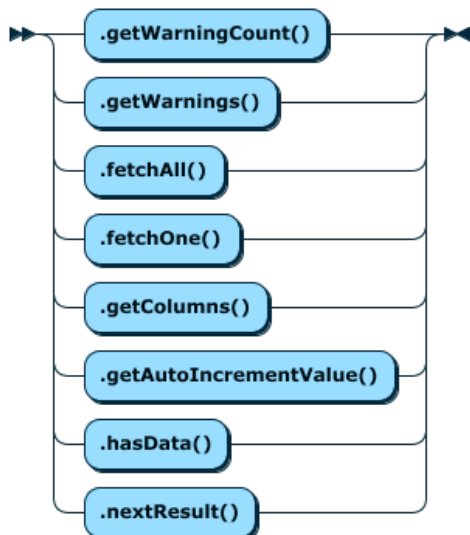 .getWarningCount()
.getWarnings()
.fetchAll()
.fetchOne()
.getColumns()
.getAutoIncrementValue()
.hasData()
.nextResult()